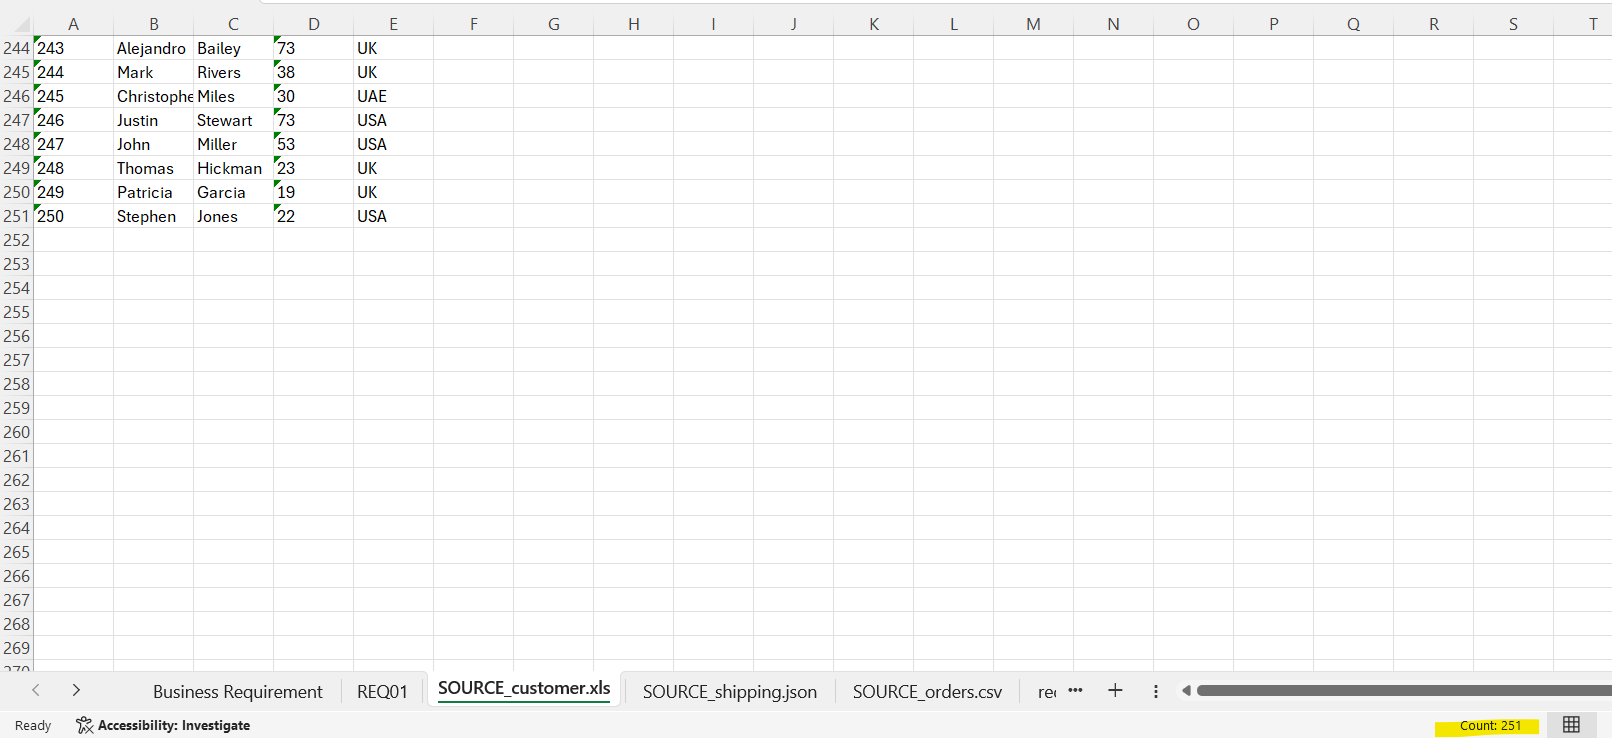 A B C D E F G H I J K L M N O P Q R S T
244 243 Alejandro Bailey 73 UK
245 244 Mark Rivers 38 UK
246 245 Christophe Miles 30 UAE
247 246 Justin Stewart 73 USA
248 247 John Miller 53 USA
249 248 Thomas Hickman 23 UK
250 249 Patricia Garcia 19 UK
251 250 Stephen Jones 22 USA
252
253
254
255
256
257
258
259
260
261
262
263
264
265
266
267
268
269
270
Business Requirement REQ01 SOURCE_customer.xls SOURCE_shipping.json SOURCE_orders.csv re
Ready Accessibility: Investigate Count: 251